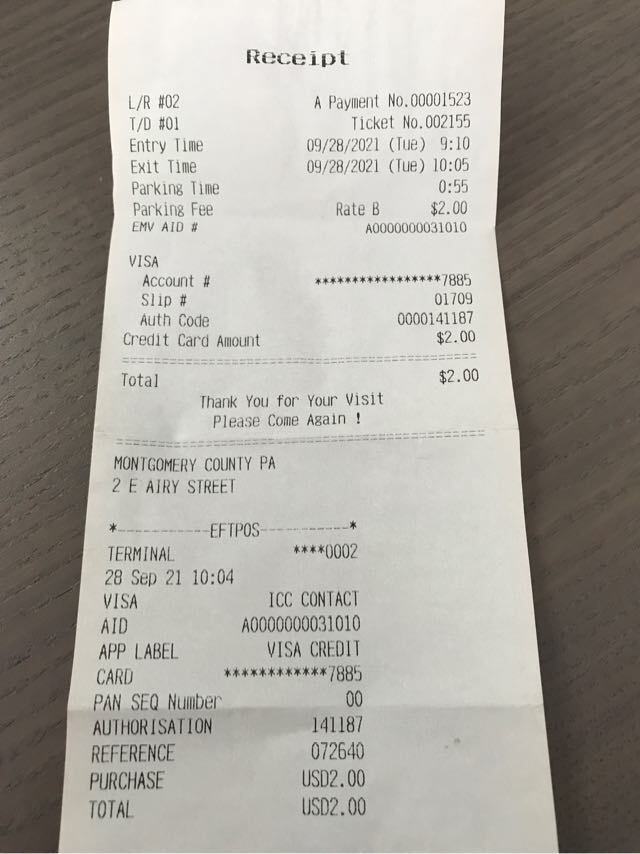 Receipt
L/R #02 A Payment No.00001523
T/D #01 Ticket No.002155
Entry Time 09/28/2021 (Tue) 9:10
Exit Time 09/28/2021 (Tue) 10:05
Parking Time 0:55
Parking Fee Rate B $2.00
EMV AID # A0000000031010
VISA
Account # *****************7885
Slip # 01709
Auth Code 0000141187
Credit Card Amount $2.00
Total $2.00
Thank You for Your Visit
Please Come Again !
MONTGOMERY COUNTY PA
2 E AIRY STREET
*-----------EFTPOS-----------*
TERMINAL ****0002
28 Sep 21 10:04
VISA ICC CONTACT
AID A0000000031010
APP LABEL VISA CREDIT
CARD ************7885
PAN SEQ Number 00
AUTHORISATION 141187
REFERENCE 072640
PURCHASE USD2.00
TOTAL USD2.00